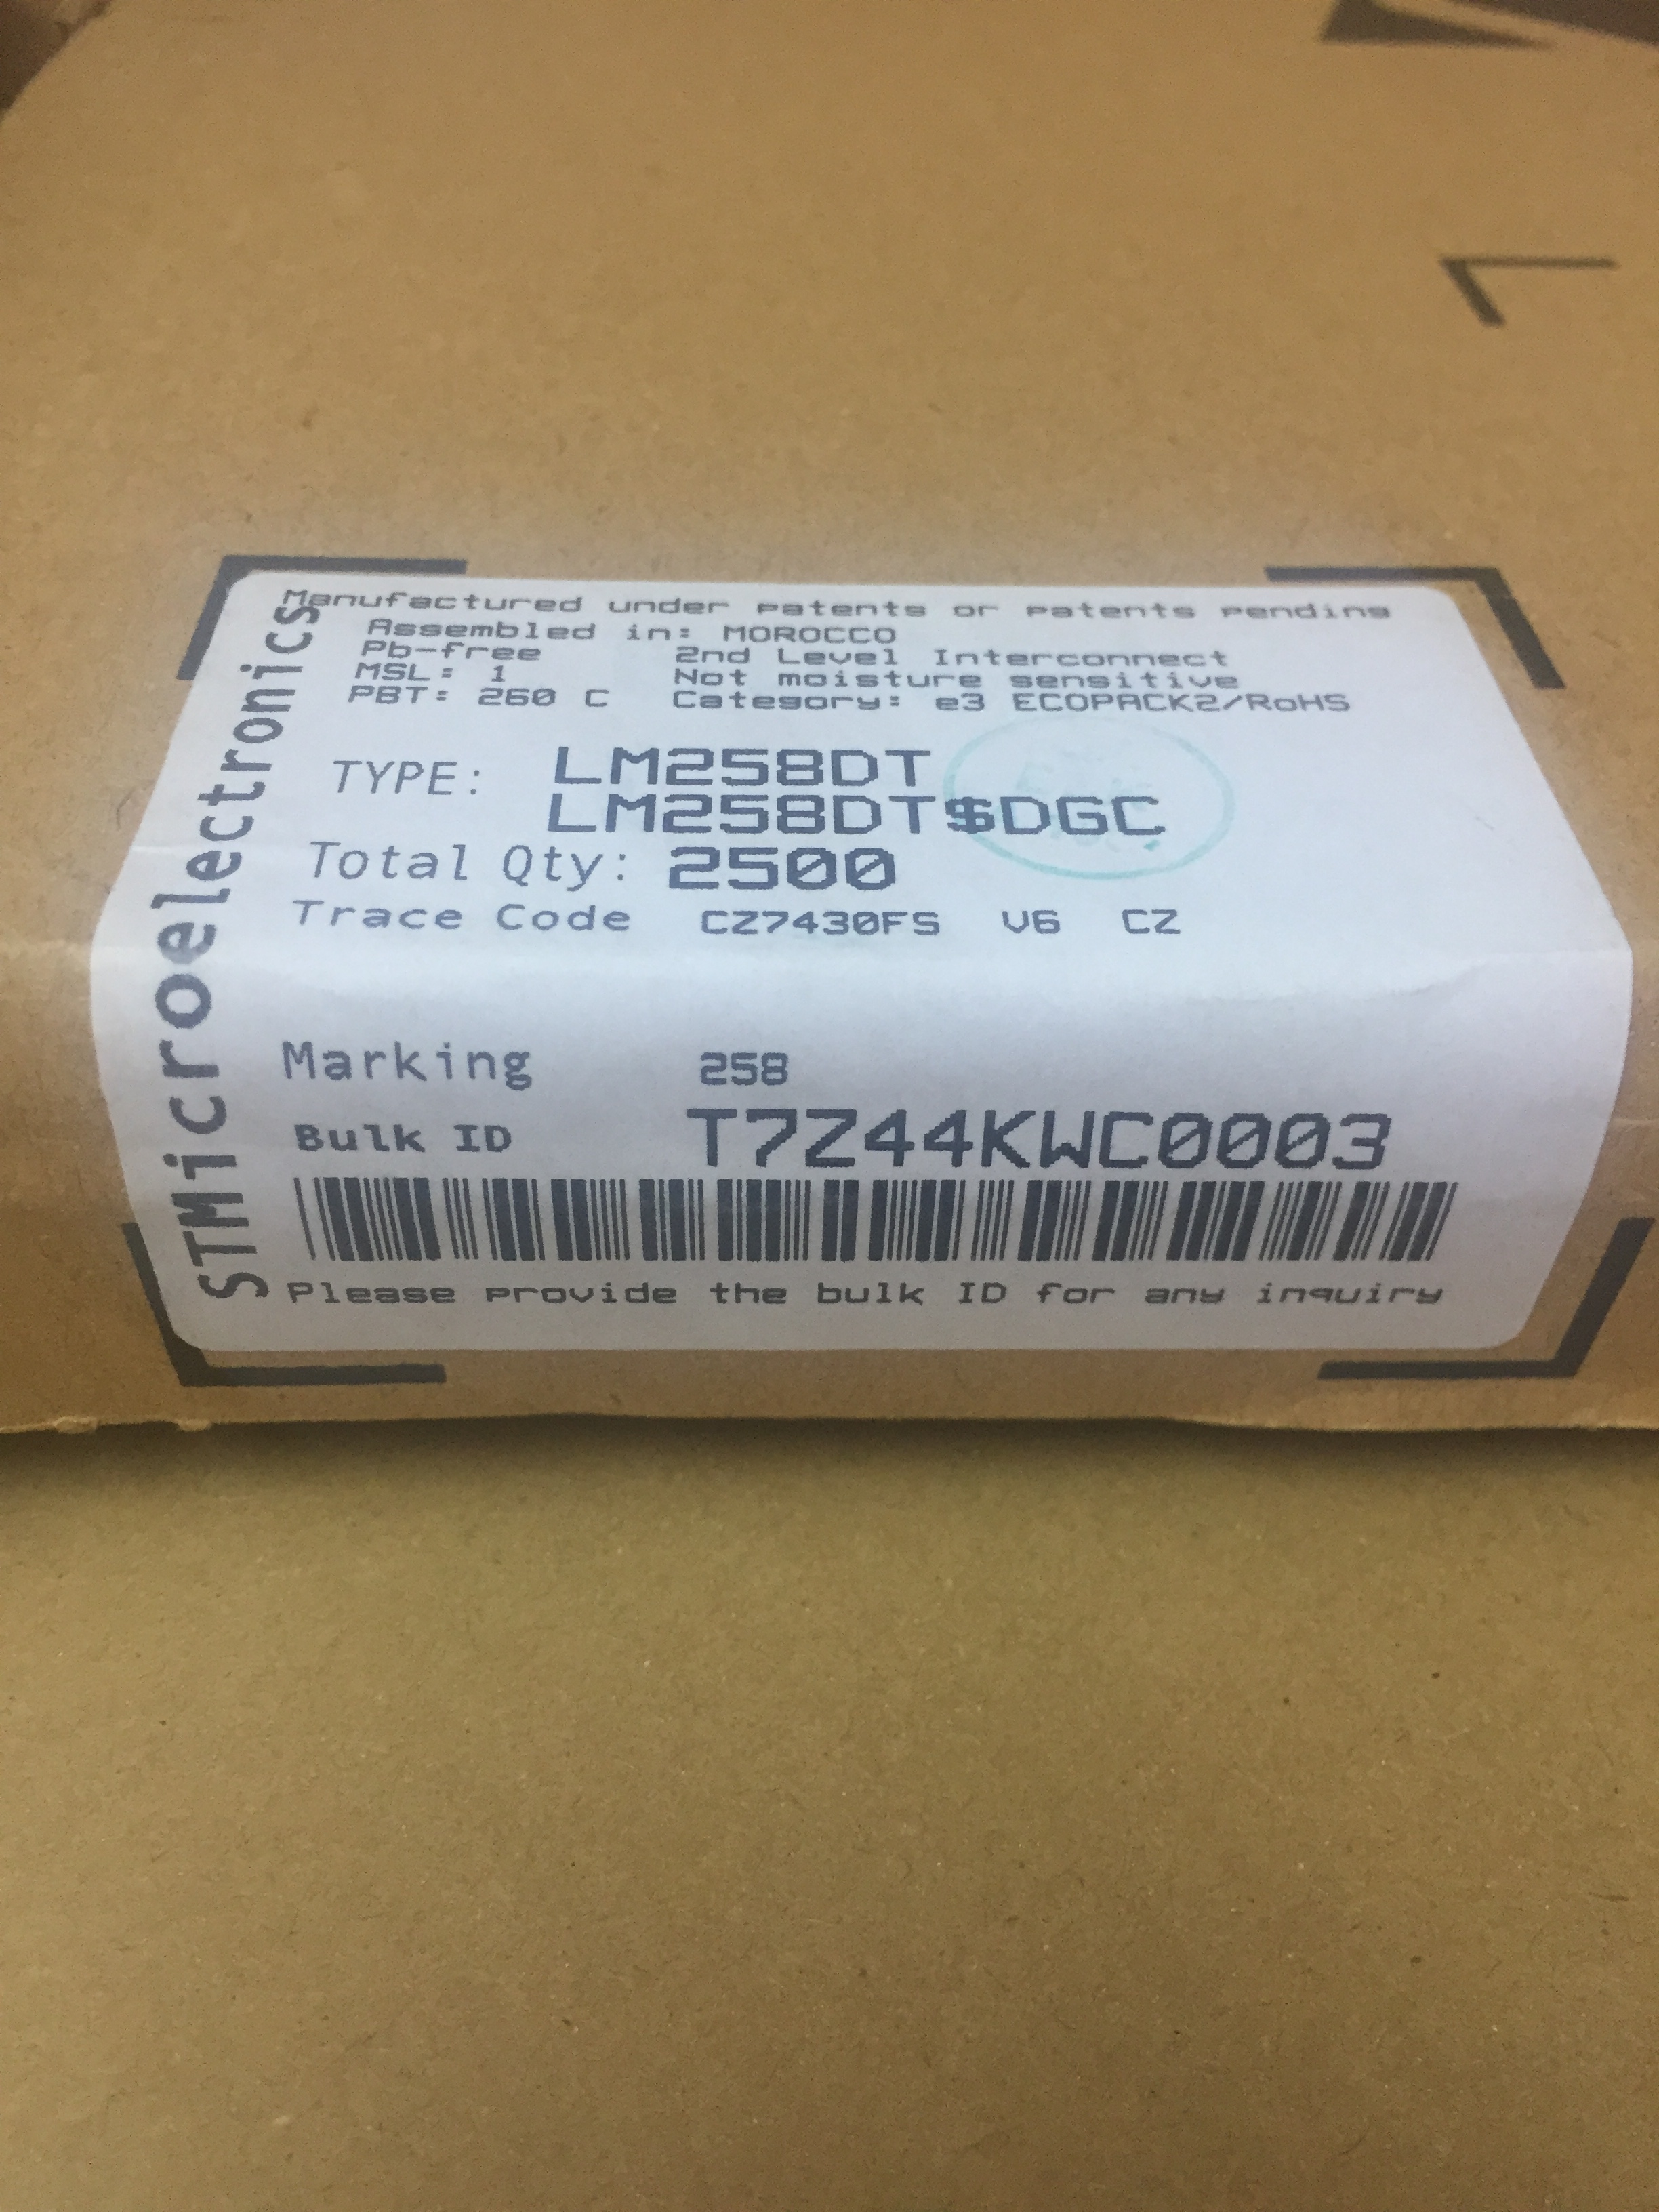 STMicroelectronics
Manufactured under patents or patents pending
Assembled in: MOROCCO
Pb-free 2nd Level Interconnect
MSL: 1 Not moisture sensitive
PBT: 260 C Category: e3 ECOPACK2/RoHS
TYPE: LM258DT
LM258DT$DGC
Total Qty: 2500
Trace Code CZ7430FS V6 CZ
Marking 258
Bulk ID T7Z44KWC0003
Please provide the bulk ID for any inquiry